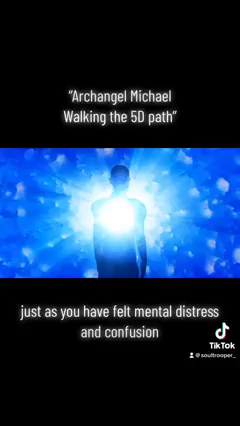 “Archangel Michael
Walking the 5D path”
just as you have felt mental distress
and confusion
TikTok
@soultrooper_